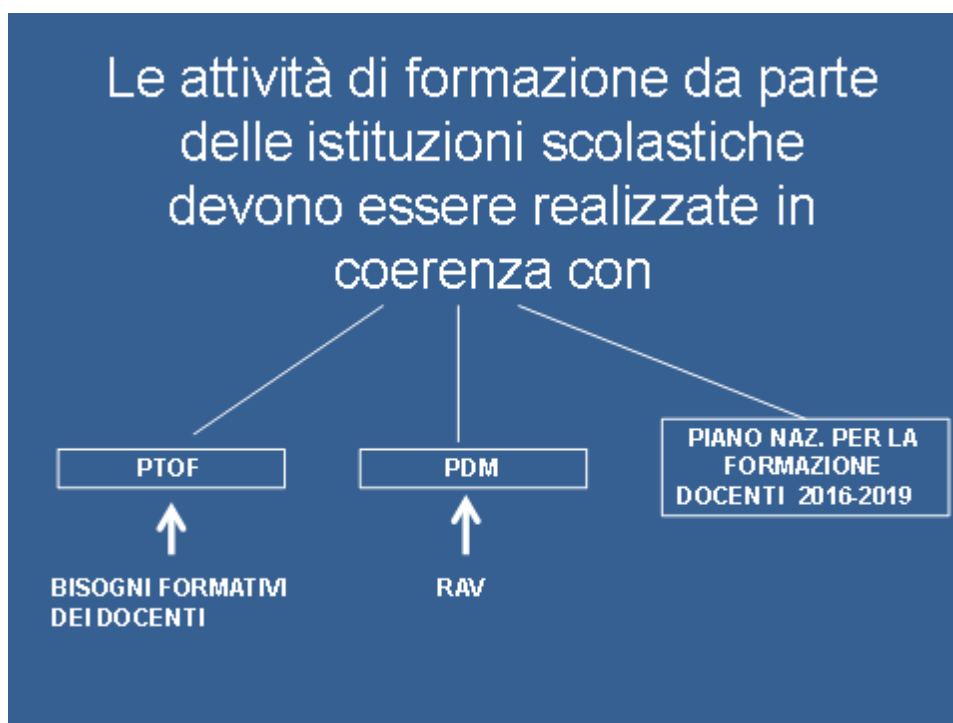 Le attività di formazione da parte
delle istituzioni scolastiche
devono essere realizzate in
coerenza con
PTOF
PDM
PIANO NAZ. PER LA
FORMAZIONE
DOCENTI 2016-2019
BISOGNI FORMATIVI
DEI DOCENTI
RAV